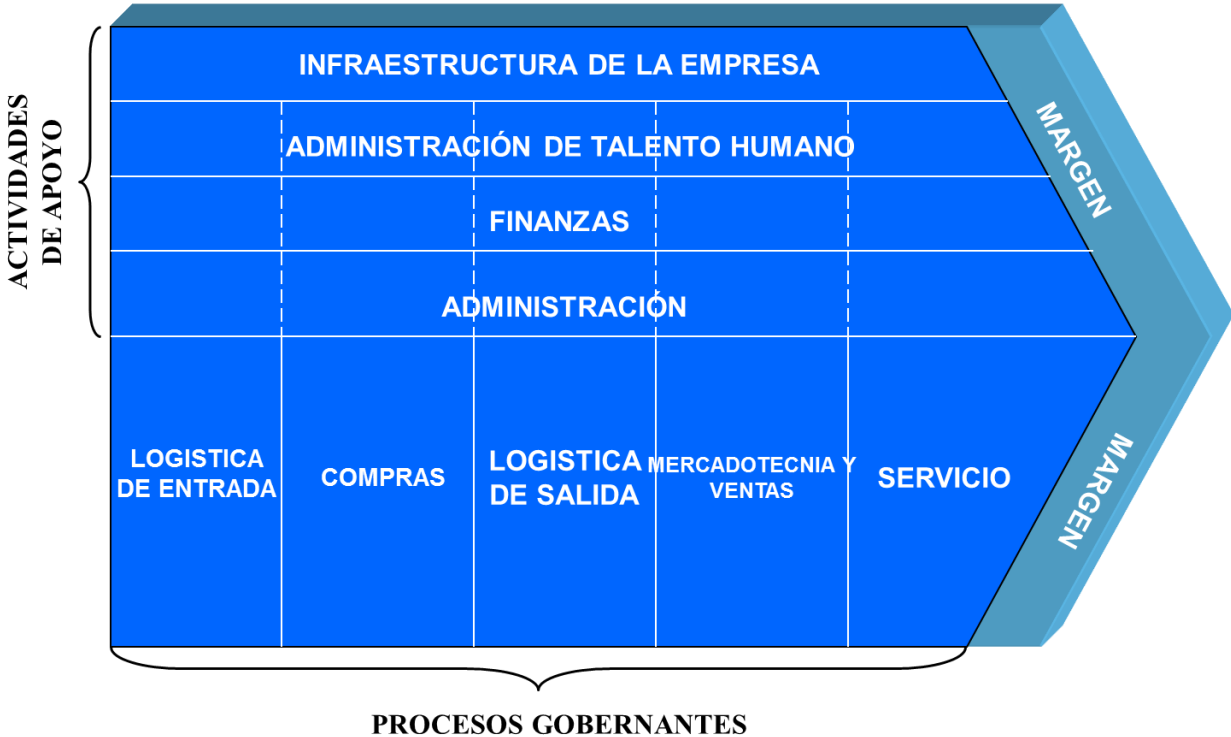 ACTIVIDADES
DE APOYO
INFRAESTRUCTURA DE LA EMPRESA
ADMINISTRACIÓN DE TALENTO HUMANO
FINANZAS
ADMINISTRACIÓN
MARGEN
LOGISTICA
DE ENTRADA
COMPRAS
LOGISTICA
DE SALIDA
MERCADOTECNIA Y
VENTAS
SERVICIO
MARGEN
PROCESOS GOBERNANTES